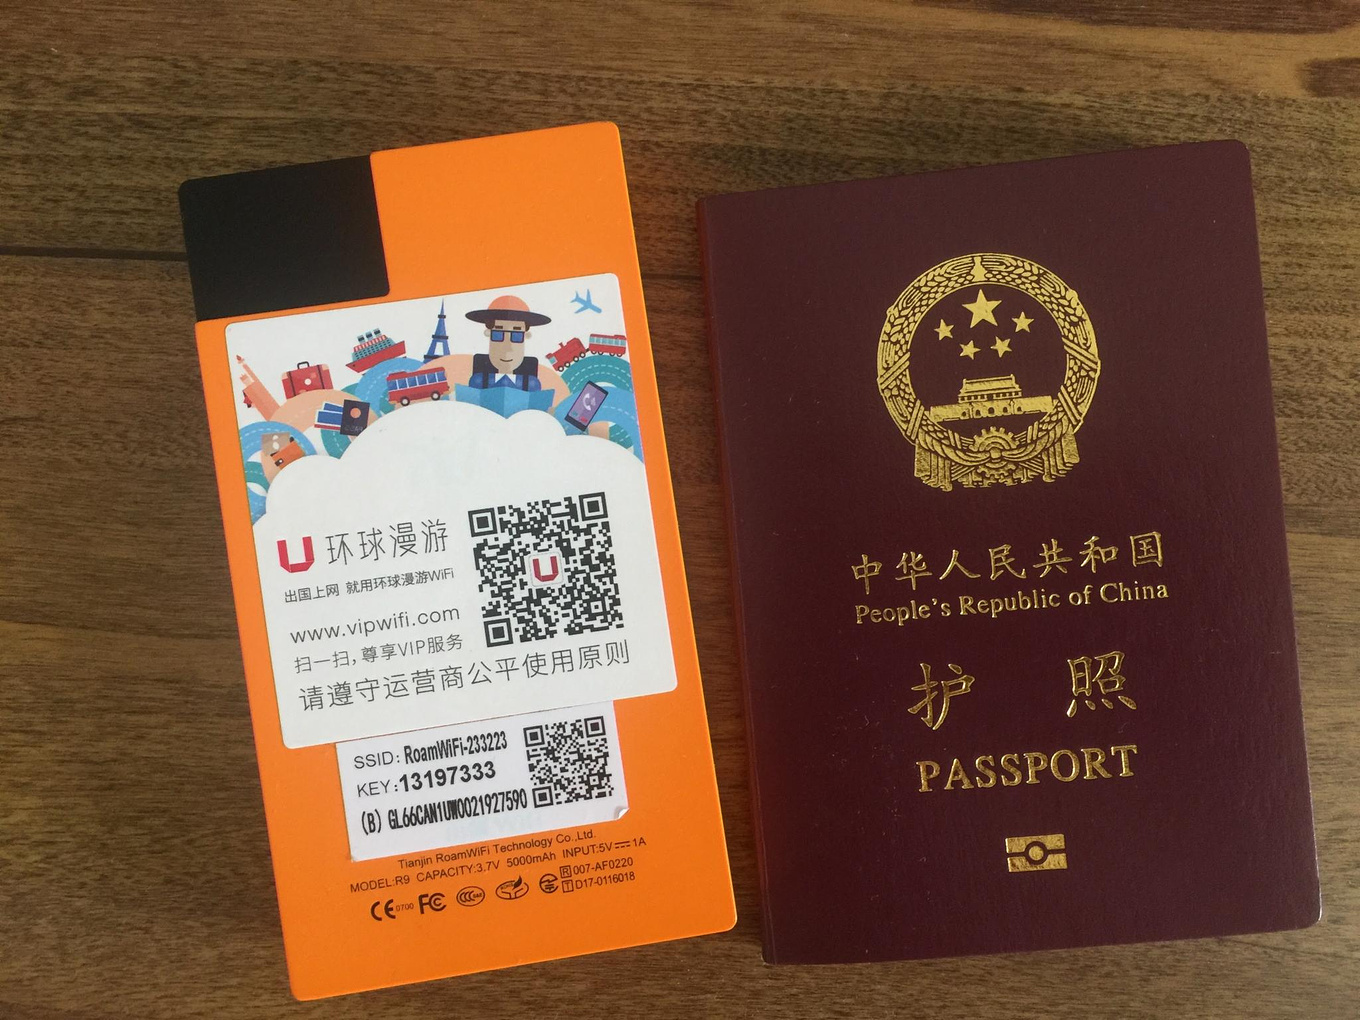 U 环球漫游
出国上网 就用环球漫游WiFi
www.vipwifi.com
扫一扫，尊享VIP服务
请遵守运营商公平使用原则
SSID: RoamWiFi-233223
KEY:13197333
(B) GL66CAN1UW0021927590
Tianjin RoamWiFi Technology Co.,Ltd.
MODEL:R9 CAPACITY:3.7V 5000mAh INPUT:5V⎓1A
CE 0700 FC CCC
R 007-AF0220
T D17-0116018
中华人民共和国
People's Republic of China
护照
PASSPORT